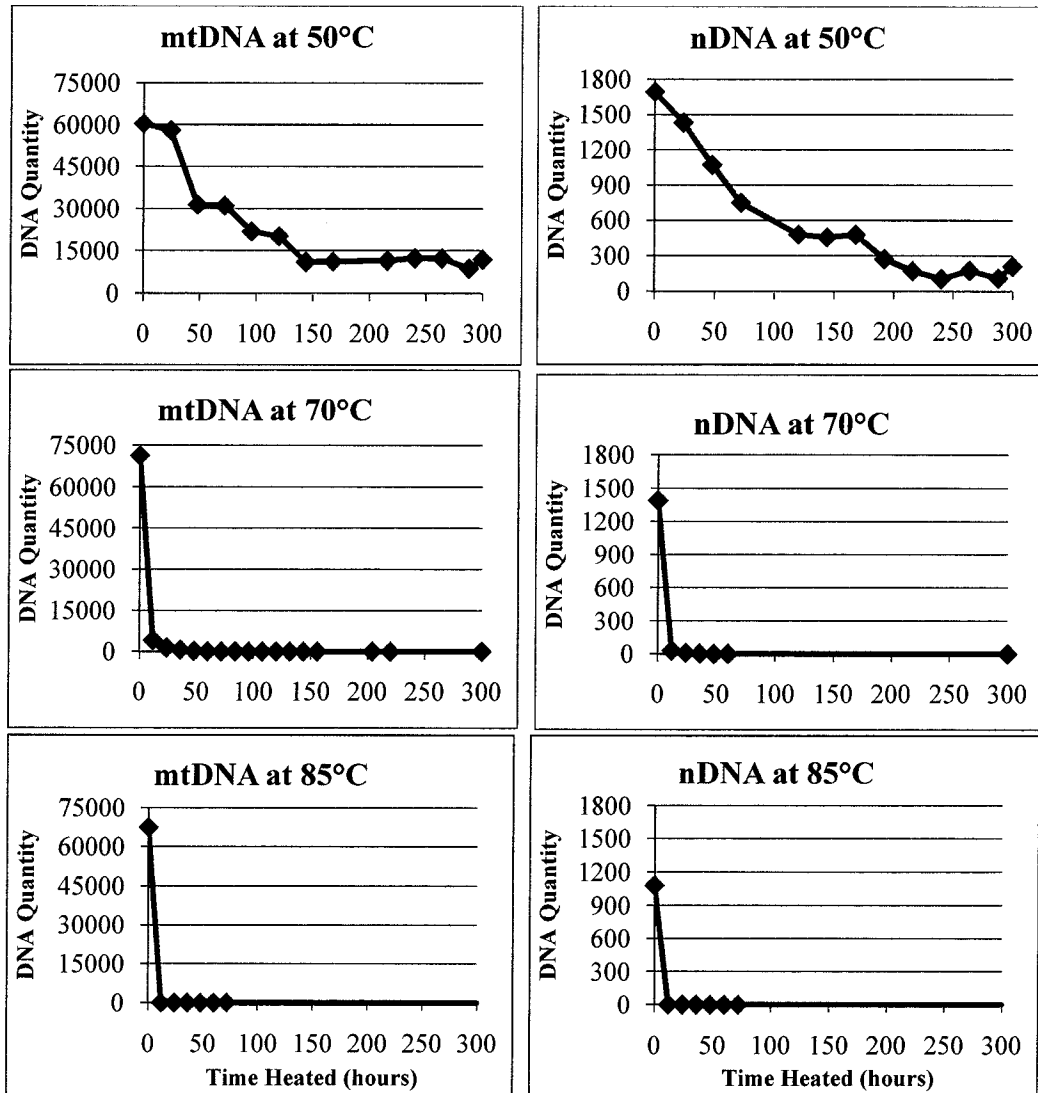 mtDNA at 50°C
75000
60000
45000
30000
15000
0
DNA Quantity
0 50 100 150 200 250 300
nDNA at 50°C
1800
1500
1200
900
600
300
0
DNA Quantity
0 50 100 150 200 250 300
mtDNA at 70°C
75000
60000
45000
30000
15000
0
DNA Quantity
0 50 100 150 200 250 300
nDNA at 70°C
1800
1500
1200
900
600
300
0
DNA Quantity
0 50 100 150 200 250 300
mtDNA at 85°C
75000
60000
45000
30000
15000
0
DNA Quantity
0 50 100 150 200 250 300
Time Heated (hours)
nDNA at 85°C
1800
1500
1200
900
600
300
0
DNA Quantity
0 50 100 150 200 250 300
Time Heated (hours)